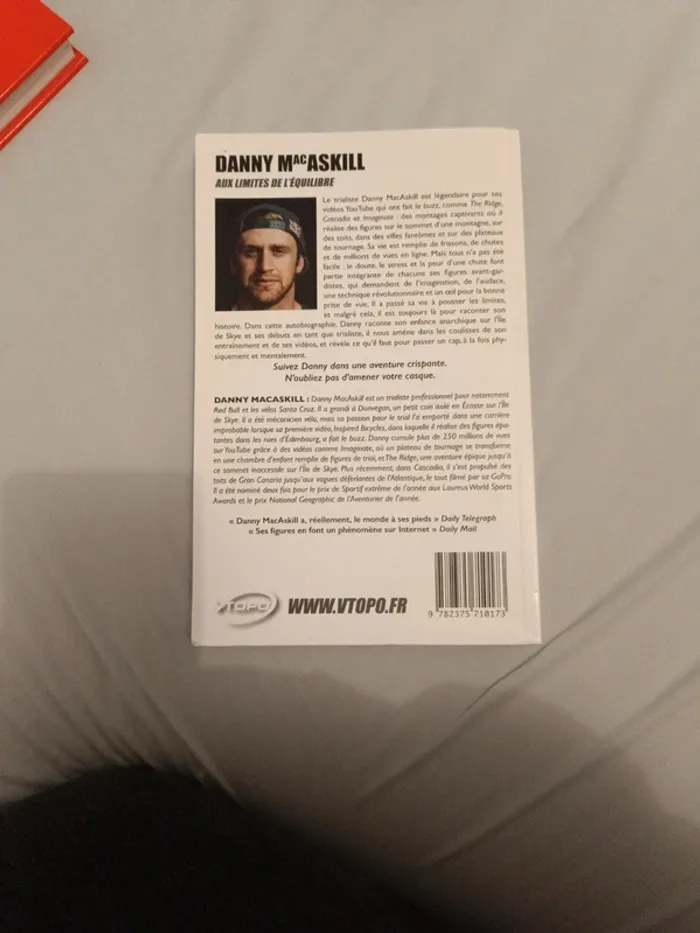 DANNY MACASKILL
AUX LIMITES DE L'ÉQUILIBRE
Le trialiste Danny MacAskill est légendaire pour ses
vidéos YouTube qui ont fait le buzz, comme The Ridge,
Cascadia et Imaginate : des montages captivants où il
réalise des figures sur le sommet d'une montagne, sur
des toits, dans des villes fantômes et sur des plateaux
de tournage. Sa vie est remplie de frissons, de chutes
et de millions de vues en ligne. Mais tout n'a pas été
facile : le doute, le stress et la peur d'une chute font
partie intégrante de chacune ses figures avant-gar-
distes, qui demandent de l'imagination, de l'audace,
une technique révolutionnaire et un œil pour la bonne
prise de vue. Il a passé sa vie à pousser les limites,
et malgré cela, il est toujours là pour raconter son
histoire. Dans cette autobiographie, Danny raconte son enfance anarchique sur l'Île
de Skye et ses débuts en tant que trialiste, il nous amène dans les coulisses de son
entraînement et de ses vidéos, et révèle ce qu'il faut pour passer un cap, à la fois phy-
siquement et mentalement.
Suivez Danny dans une aventure crispante.
N'oubliez pas d'amener votre casque.
DANNY MACASKILL : Danny MacAskill est un trialiste professionnel pour notamment
Red Bull et les vélos Santa Cruz. Il a grandi à Dunvegan, un petit coin isolé en Écosse sur l'Île
de Skye. Il a été mécanicien vélo, mais sa passion pour le trial l'a emporté dans une carrière
improbable lorsque sa première vidéo, Inspired Bicycles, dans laquelle il réalise des figures épa-
tantes dans les rues d'Édimbourg, a fait le buzz. Danny cumule plus de 250 millions de vues
sur YouTube grâce à des vidéos comme Imaginate, où un plateau de tournage se transforme
en une chambre d'enfant remplie de figures de trial, et The Ridge, une aventure épique jusqu'à
ce sommet inaccessible sur l'Île de Skye. Plus récemment, dans Cascadia, il s'est propulsé des
toits de Gran Canaria jusqu'aux vagues déferlantes de l'Atlantique, le tout filmé par sa GoPro.
Il a été nominé deux fois pour le prix de Sportif extrême de l'année aux Laureus World Sports
Awards et le prix National Geographic de l'Aventurier de l'année.
« Danny MacAskill a, réellement, le monde à ses pieds » Daily Telegraph
« Ses figures en font un phénomène sur Internet » Daily Mail
VTOPO WWW.VTOPO.FR
9 782375 710173